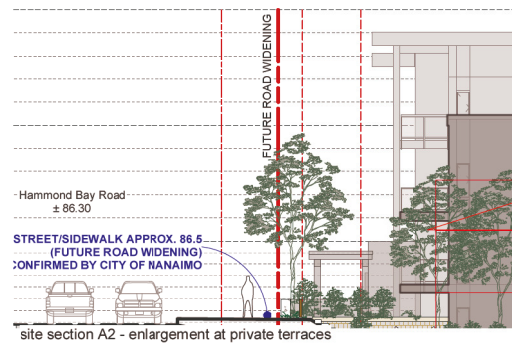 FUTURE ROAD WIDENING
Hammond Bay Road
± 86.30
STREET/SIDEWALK APPROX. 86.5
(FUTURE ROAD WIDENING)
CONFIRMED BY CITY OF NANAIMO
site section A2 - enlargement at private terraces